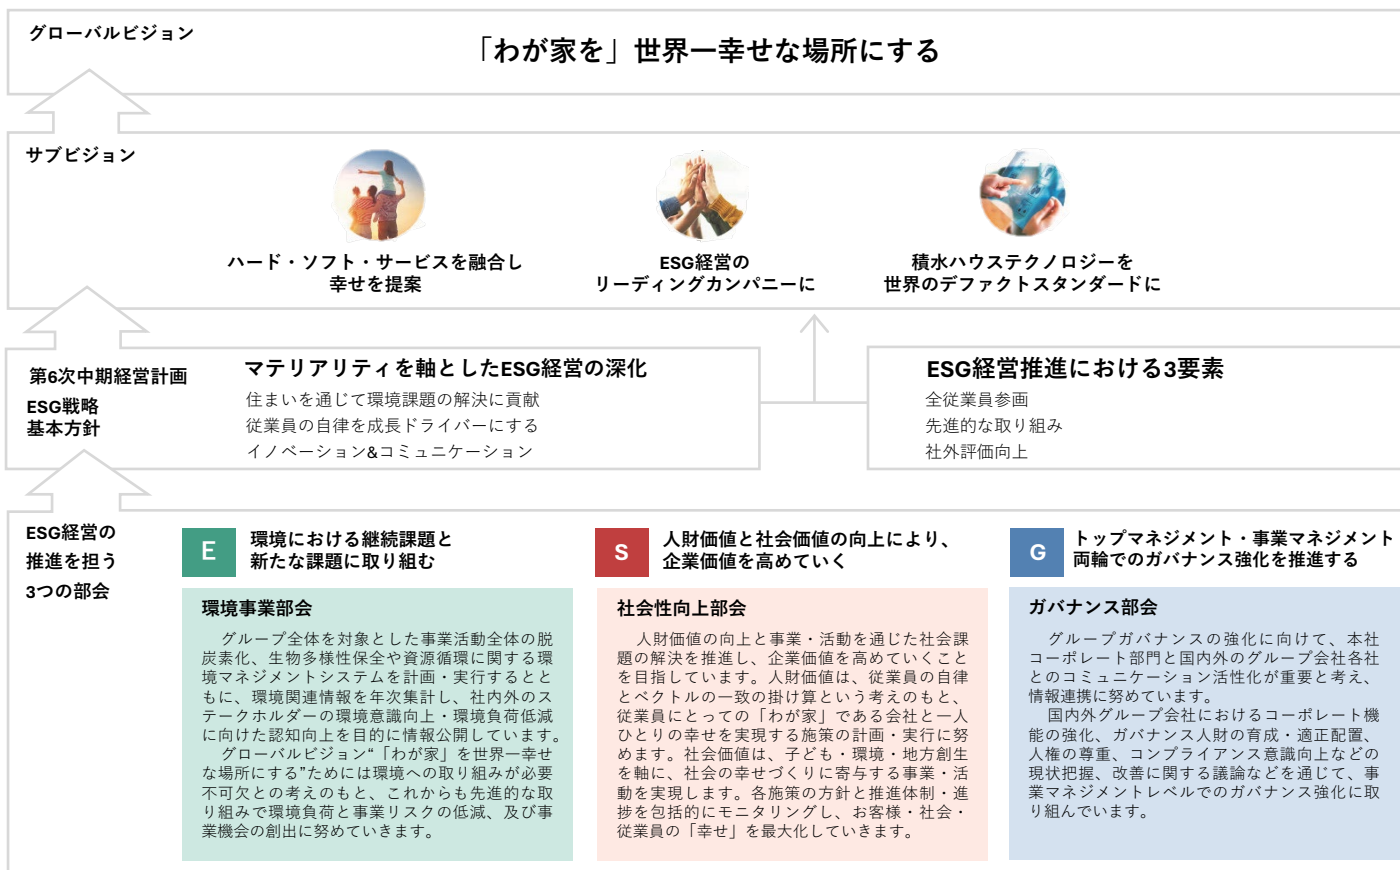 グローバルビジョン
「わが家を」世界一幸せな場所にする
サブビジョン
ハード・ソフト・サービスを融合し
幸せを提案
ESG経営の
リーディングカンパニーに
積水ハウステクノロジーを
世界のデファクトスタンダードに
第6次中期経営計画
ESG戦略
基本方針
マテリアリティを軸としたESG経営の深化
住まいを通じて環境課題の解決に貢献
従業員の自律を成長ドライバーにする
イノベーション&コミュニケーション
ESG経営推進における3要素
全従業員参画
先進的な取り組み
社外評価向上
ESG経営の
推進を担う
3つの部会
E
環境における継続課題と
新たな課題に取り組む
環境事業部会
グループ全体を対象とした事業活動全体の脱
炭素化、生物多様性保全や資源循環に関する環
境マネジメントシステムを計画・実行するとと
もに、環境関連情報を年次集計し、社内外のス
テークホルダーの環境意識向上・環境負荷低減
に向けた認知向上を目的に情報公開しています。
グローバルビジョン“「わが家」を世界一幸せ
な場所にする”ためには環境への取り組みが必要
不可欠との考えのもと、これからも先進的な取
り組みで環境負荷と事業リスクの低減、及び事
業機会の創出に努めていきます。
S
人財価値と社会価値の向上により、
企業価値を高めていく
社会性向上部会
人財価値の向上と事業・活動を通じた社会課
題の解決を推進し、企業価値を高めていくこと
を目指しています。人財価値は、従業員の自律
とベクトルの一致の掛け算という考えのもと、
従業員にとっての「わが家」である会社と一人
ひとりの幸せを実現する施策の計画・実行に努
めます。社会価値は、子ども・環境・地方創生
を軸に、社会の幸せづくりに寄与する事業・活
動を実現します。各施策の方針と推進体制・進
捗を包括的にモニタリングし、お客様・社会・
従業員の「幸せ」を最大化していきます。
G
トップマネジメント・事業マネジメント
両輪でのガバナンス強化を推進する
ガバナンス部会
グループガバナンスの強化に向けて、本社
コーポレート部門と国内外のグループ会社各社
とのコミュニケーション活性化が重要と考え、
情報連携に努めています。
国内外グループ会社におけるコーポレート機
能の強化、ガバナンス人財の育成・適正配置、
人権の尊重、コンプライアンス意識向上などの
現状把握、改善に関する議論などを通じて、事
業マネジメントレベルでのガバナンス強化に取
り組んでいます。